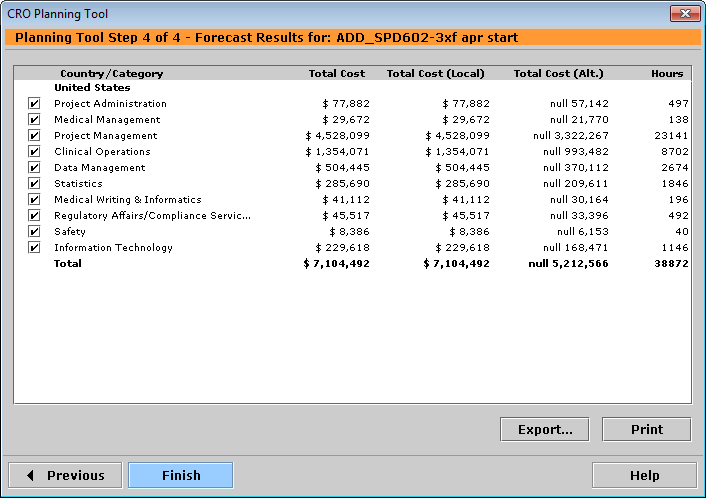 CRO Planning Tool
Planning Tool Step 4 of 4 - Forecast Results for: ADD_SPD602-3xf apr start
Country/Category Total Cost Total Cost (Local) Total Cost (Alt.) Hours
United States
Project Administration $ 77,882 $ 77,882 null 57,142 497
Medical Management $ 29,672 $ 29,672 null 21,770 138
Project Management $ 4,528,099 $ 4,528,099 null 3,322,267 23141
Clinical Operations $ 1,354,071 $ 1,354,071 null 993,482 8702
Data Management $ 504,445 $ 504,445 null 370,112 2674
Statistics $ 285,690 $ 285,690 null 209,611 1846
Medical Writing & Informatics $ 41,112 $ 41,112 null 30,164 196
Regulatory Affairs/Compliance Servic... $ 45,517 $ 45,517 null 33,396 492
Safety $ 8,386 $ 8,386 null 6,153 40
Information Technology $ 229,618 $ 229,618 null 168,471 1146
Total $ 7,104,492 $ 7,104,492 null 5,212,566 38872
Export... Print
Previous Finish Help